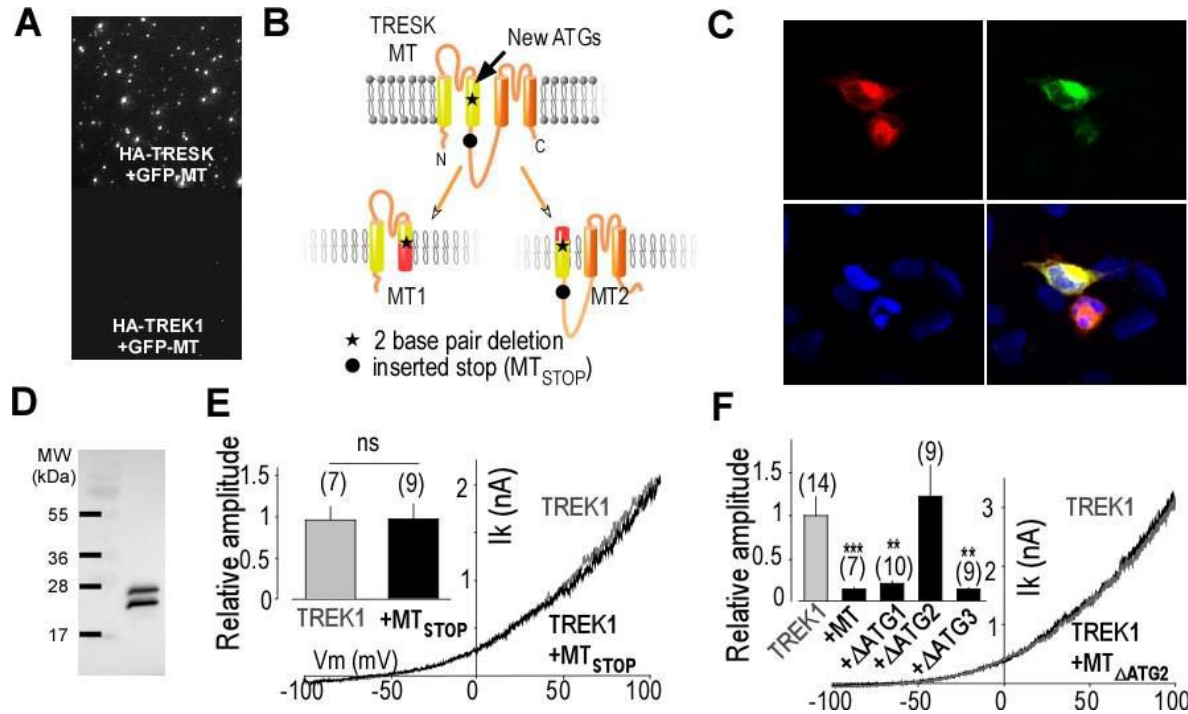 A
HA-TRESK
+GFP-MT
HA-TREK1
+GFP-MT
B
TRESK
MT
New ATGs
N
C
MT1
MT2
★ 2 base pair deletion
● inserted stop (MTSTOP)
C
D
MW
(kDa)
55
36
28
17
E
Relative amplitude
1.5
1
0.5
0
ns
(7)
(9)
TREK1
+MTSTOP
Ik (nA)
2
1
TREK1
TREK1
+MTSTOP
Vm (mV)
-100
-50
0
50
100
F
Relative amplitude
1.5
1
0.5
0
(14)
***
(7)
**
(10)
(9)
**
(9)
TREK1
+MT
+ΔATG1
+ΔATG2
+ΔATG3
Ik (nA)
3
2
1
TREK1
TREK1
+MTΔATG2
-100
-50
0
50
100